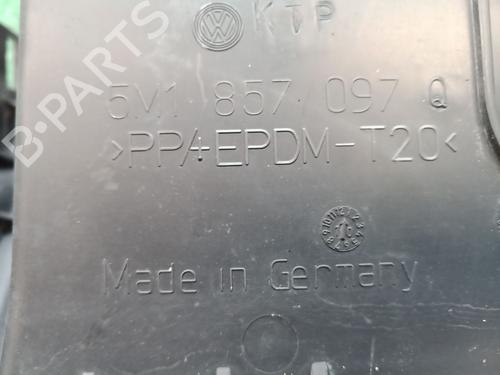 KTP
5M1 857 097 Q
>PP+EPDM-T20<
Made in Germany
B-PARTS